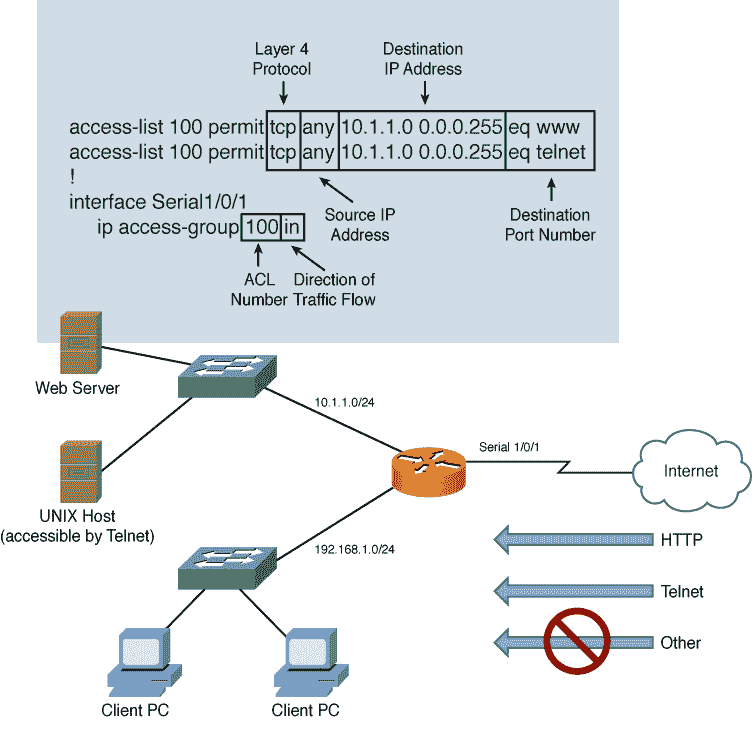 Layer 4
Protocol
Destination
IP Address
access-list 100 permit tcp any 10.1.1.0 0.0.0.255 eq www
access-list 100 permit tcp any 10.1.1.0 0.0.0.255 eq telnet
!
interface Serial1/0/1
ip access-group 100 in
Source IP
Address
Destination
Port Number
ACL
Number
Direction of
Traffic Flow
Web Server
10.1.1.0/24
Serial 1/0/1
Internet
UNIX Host
(accessible by Telnet)
192.168.1.0/24
HTTP
Telnet
Other
Client PC
Client PC